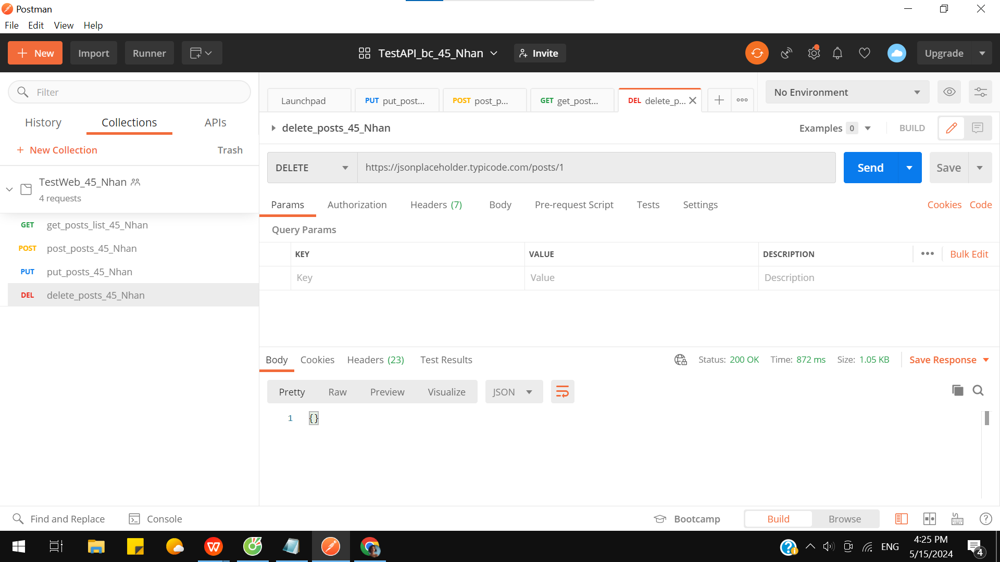 Postman
File Edit View Help
New Import Runner TestAPI_bc_45_Nhan Invite Upgrade
Filter
History Collections APIs
+ New Collection Trash
TestWeb_45_Nhan
4 requests
GET get_posts_list_45_Nhan
POST post_posts_45_Nhan
PUT put_posts_45_Nhan
DEL delete_posts_45_Nhan
Launchpad PUT put_post... POST post_p... GET get_post... DEL delete_p... No Environment
delete_posts_45_Nhan Examples 0 BUILD
DELETE https://jsonplaceholder.typicode.com/posts/1 Send Save
Params Authorization Headers (7) Body Pre-request Script Tests Settings Cookies Code
Query Params
KEY VALUE DESCRIPTION Bulk Edit
Key Value Description
Body Cookies Headers (23) Test Results Status: 200 OK Time: 872 ms Size: 1.05 KB Save Response
Pretty Raw Preview Visualize JSON
1 {}
Find and Replace Console Bootcamp Build Browse
ENG 4:25 PM
5/15/2024 4